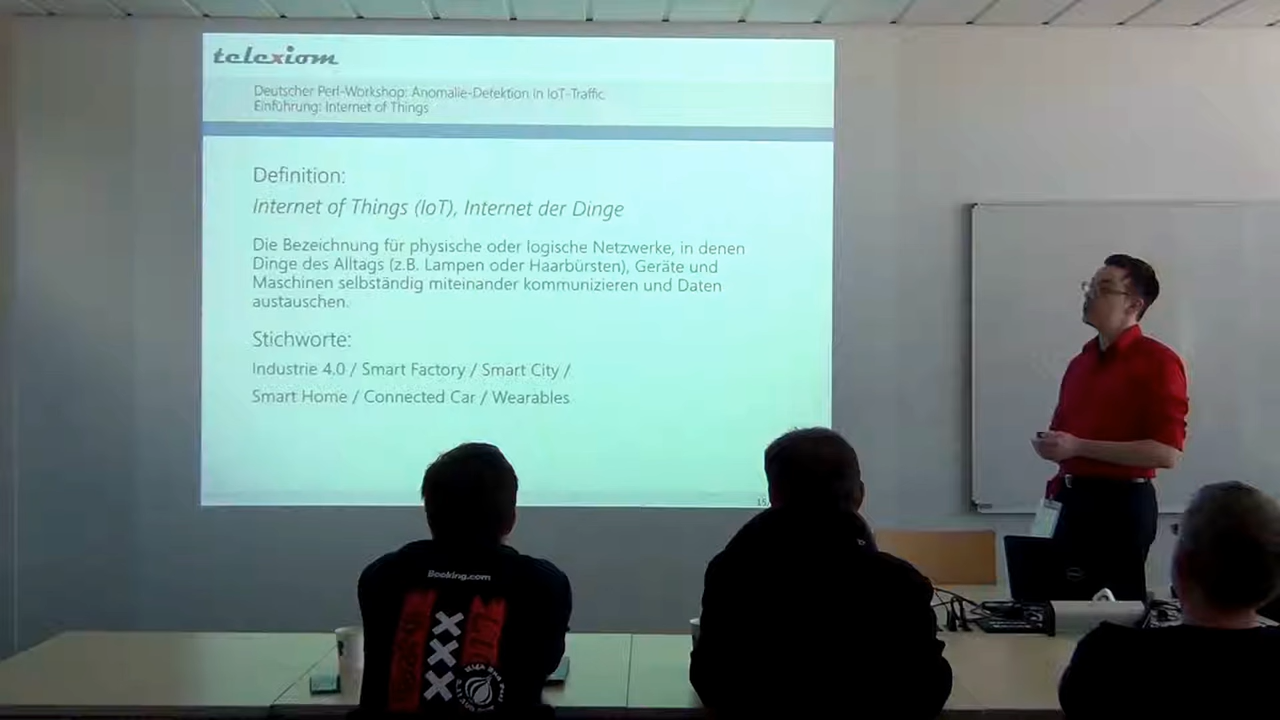 telexiom
Deutscher Perl-Workshop: Anomalie-Detektion in IoT-Traffic
Einführung: Internet of Things
Definition:
Internet of Things (IoT), Internet der Dinge
Die Bezeichnung für physische oder logische Netzwerke, in denen
Dinge des Alltags (z.B. Lampen oder Haarbürsten), Geräte und
Maschinen selbständig miteinander kommunizieren und Daten
austauschen.
Stichworte:
Industrie 4.0 / Smart Factory / Smart City /
Smart Home / Connected Car / Wearables
15
Booking.com
XXX